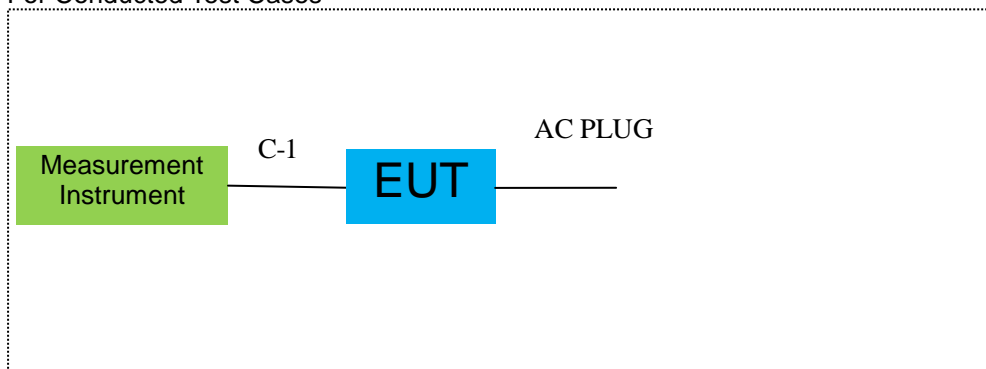 For Conducted Test Cases
AC PLUG
C-1
Measurement
Instrument
EUT